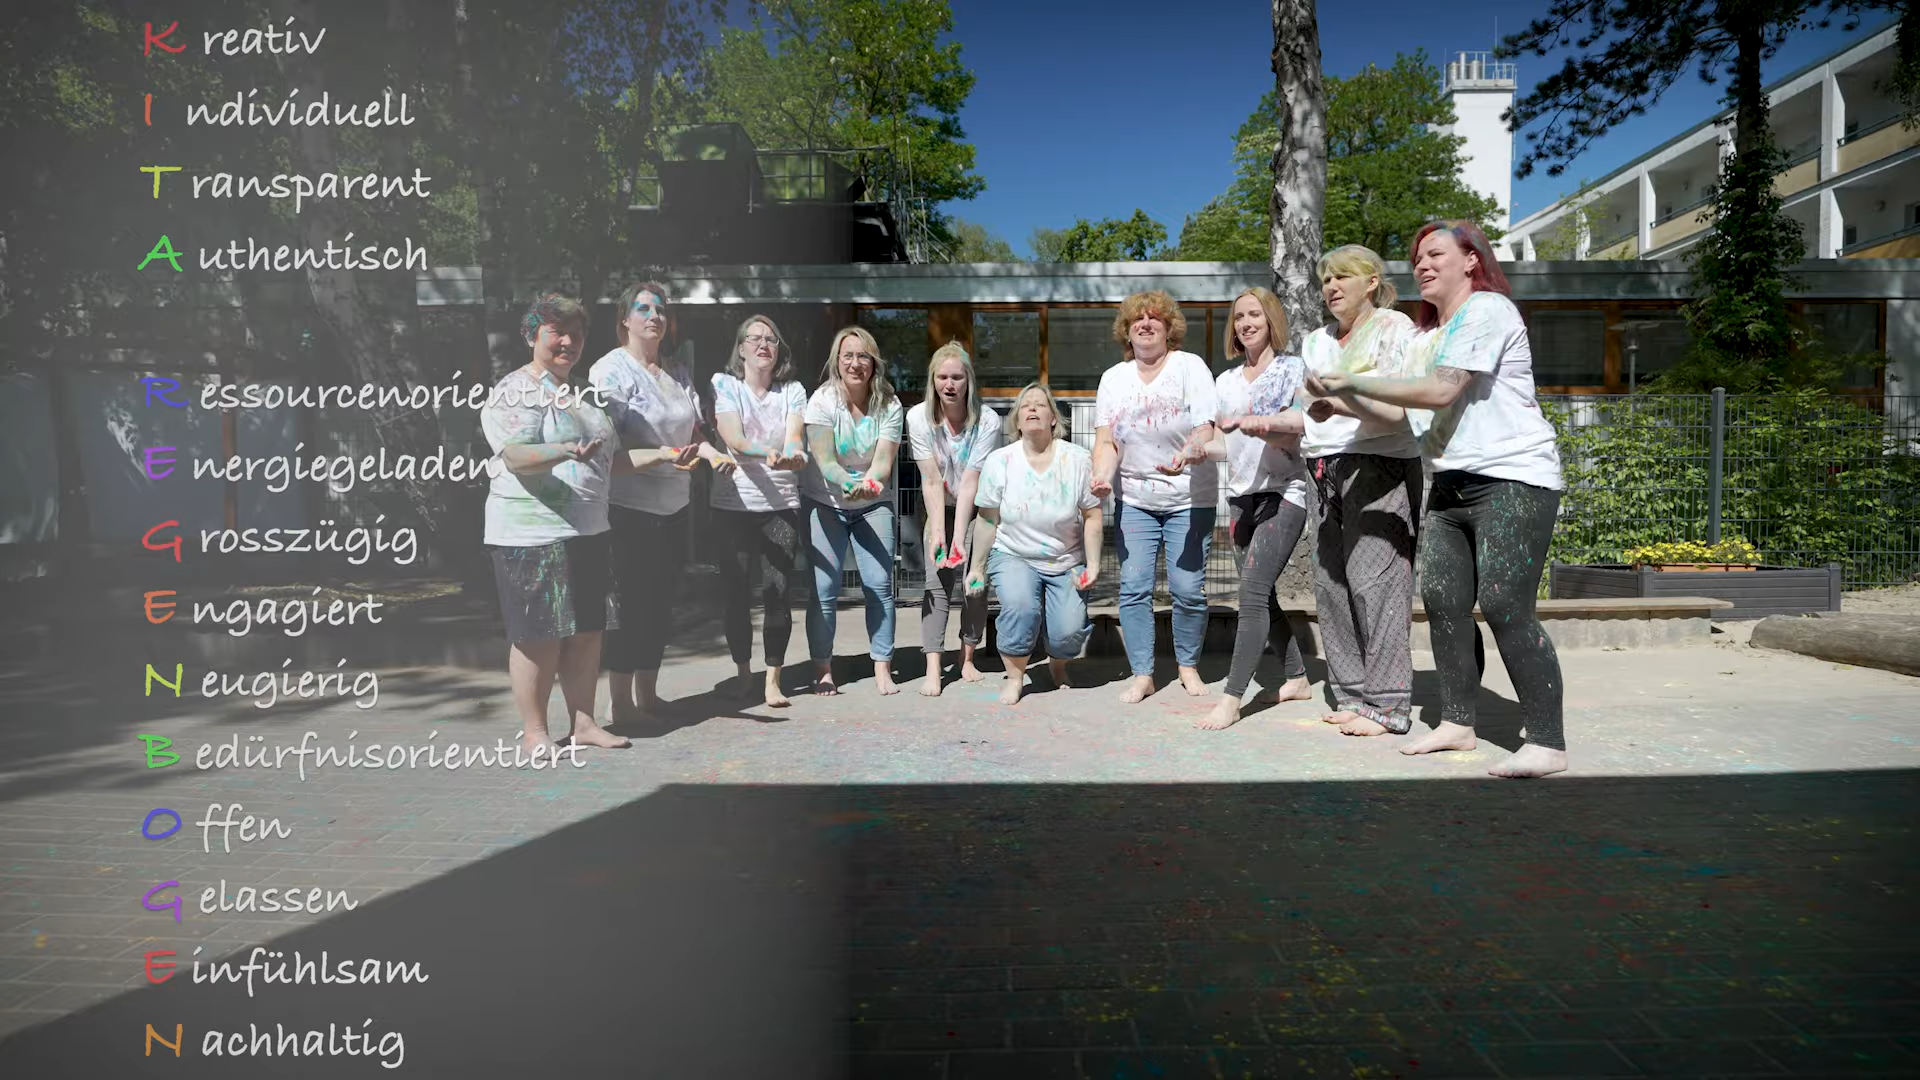 Kreativ
Individuell
Transparent
Authentisch
Ressourcenorientiert
Energiegeladen
Grosszügig
Engagiert
Neugierig
Bedürfnisorientiert
Offen
Gelassen
Einfühlsam
Nachhaltig